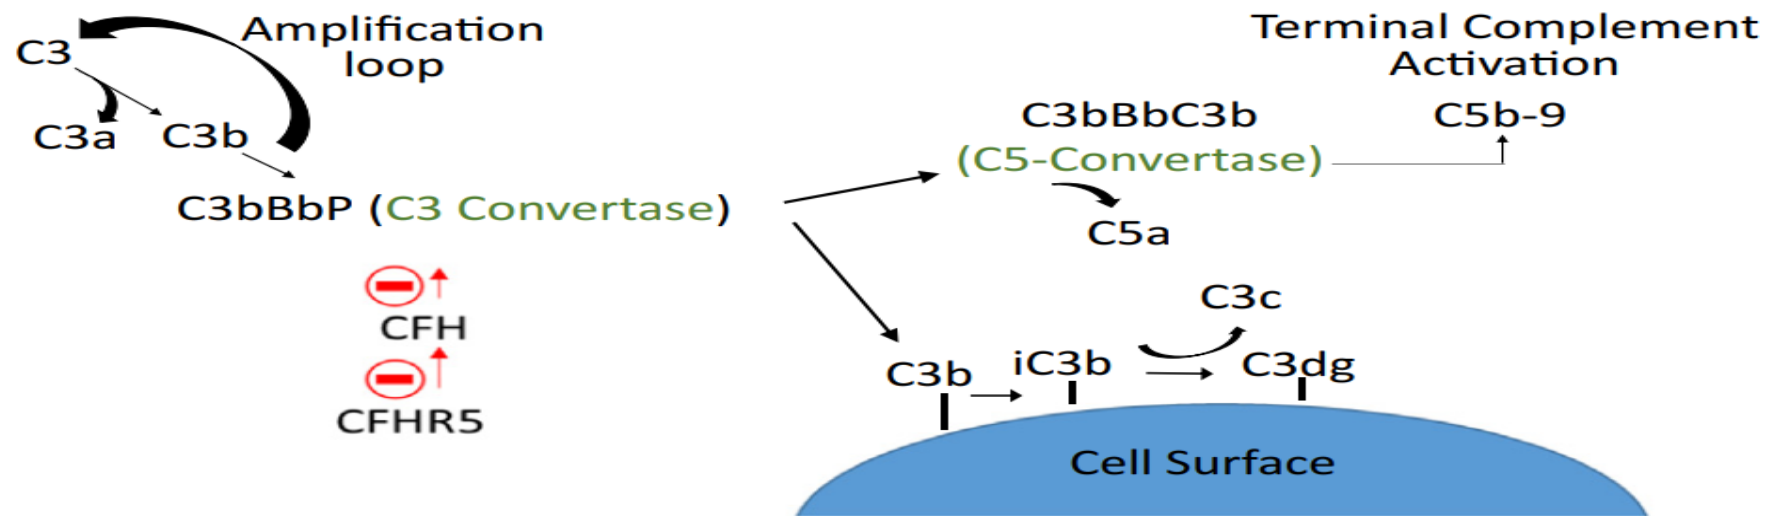 Amplification
loop
C3
C3a
C3b
C3bBbP (C3 Convertase)
CFH
CFHR5
Terminal Complement
Activation
C3bBbC3b
C5b-9
(C5-Convertase)
C5a
C3c
C3b
iC3b
C3dg
Cell Surface